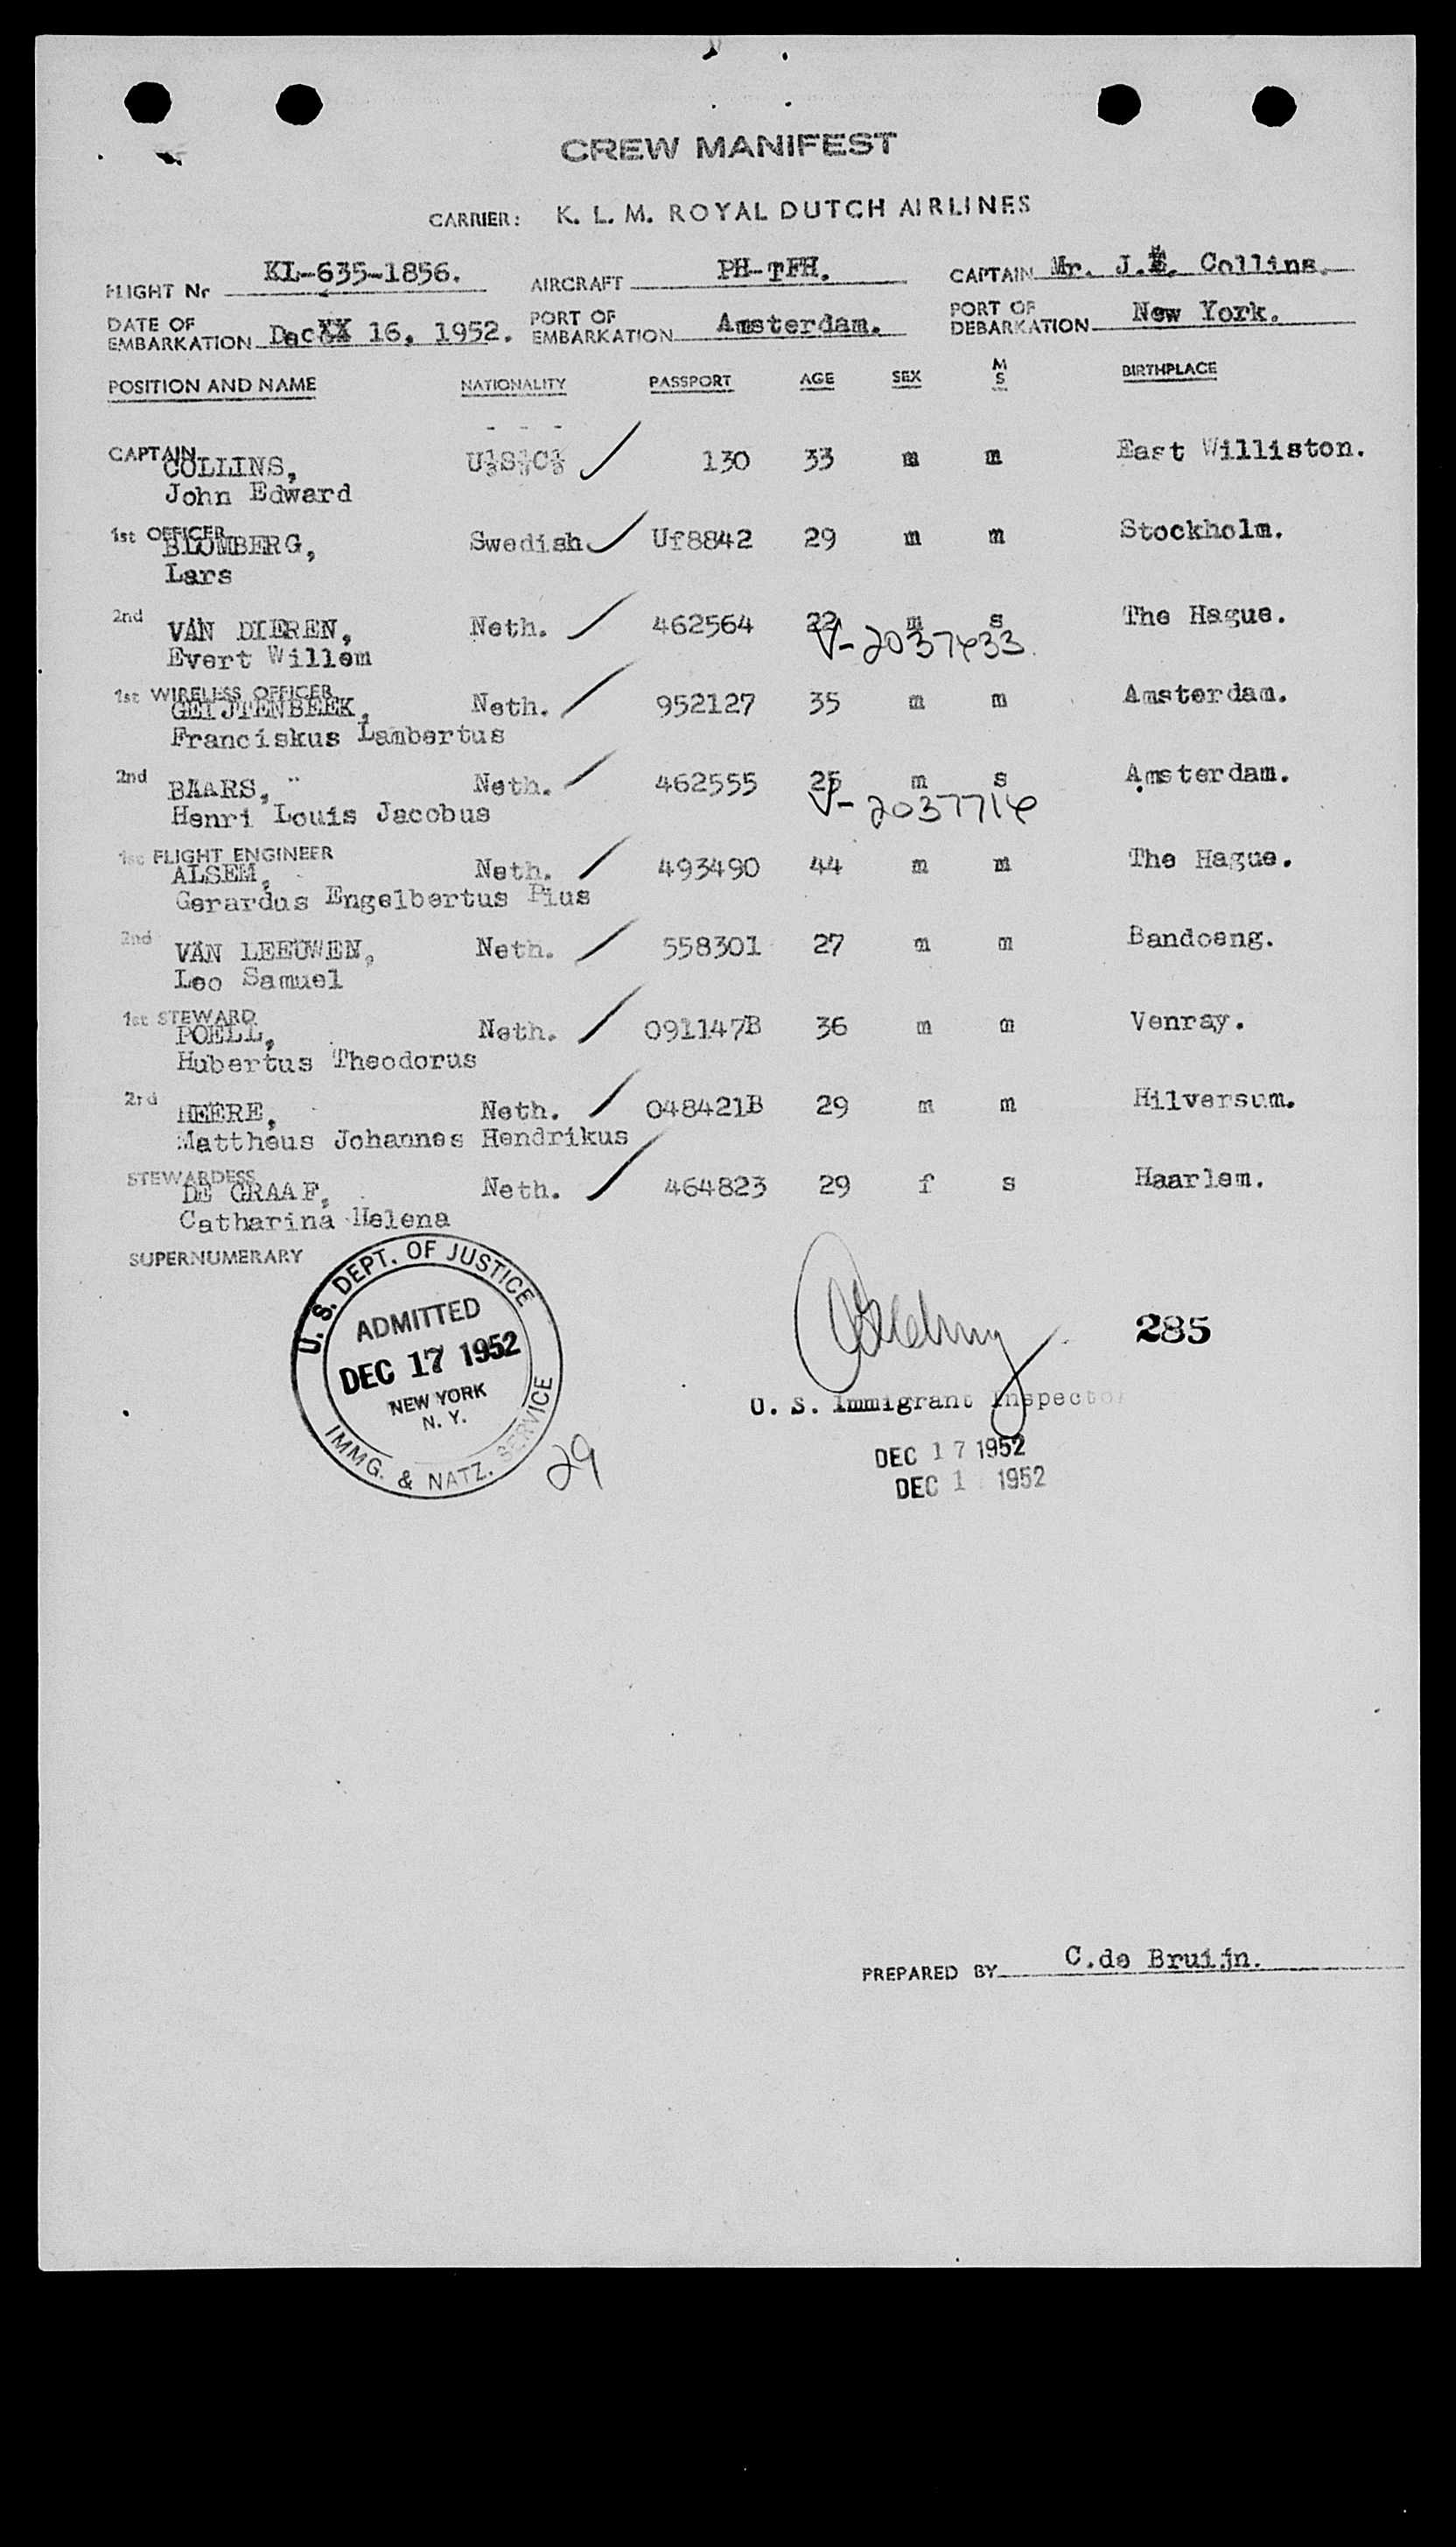 CREW MANIFEST
CARRIER: K. L. M. ROYAL DUTCH AIRLINES
FLIGHT Nr KL-635-1856. AIRCRAFT PH-TFH. CAPTAIN Mr. J.E. Collins.
DATE OF EMBARKATION Dec XX 16, 1952. PORT OF EMBARKATION Amsterdam. PORT OF DEBARKATION New York.
POSITION AND NAME NATIONALITY PASSPORT AGE SEX M S BIRTHPLACE
CAPTAIN COLLINS, 130 33 m m East Williston.
John Edward
1st OFFICER BLOMBERG, Swedish. Uf8842 29 m m Stockholm.
Lars
2nd VAN DIEREN, Neth. 462564 22 m s The Hague.
Evert Willem V-2037433.
1st WIRELESS OFFICER GEIJTENBEEK, Neth. 952127 35 m m Amsterdam.
Franciskus Lambertus
2nd BAARS, Neth. 462555 25 m s Amsterdam.
Henri Louis Jacobus V-2037714
1st FLIGHT ENGINEER
ALSEM, Neth. 493490 44 m m The Hague.
Gerardus Engelbertus Pius
2nd VAN LEEUWEN, Neth. 558301 27 m m Bandoeng.
Leo Samuel
1st STEWARD POELL, Neth. 091147B 36 m m Venray.
Hubertus Theodorus
2rd HEERE, Neth. 048421B 29 m m Hilversum.
Mattheus Johannes Hendrikus
STEWARDESS DE GRAAF, Neth. 464823 29 f s Haarlem.
Catharina Helena
SUPERNUMERARY
U. S. DEPT. OF JUSTICE
ADMITTED
DEC 17 1952
NEW YORK
N. Y.
IMMG. & NATZ. SERVICE
29
285
U. S. Immigrant Inspector
DEC 17 1952
DEC 1 1952
PREPARED BY C.de Bruijn.